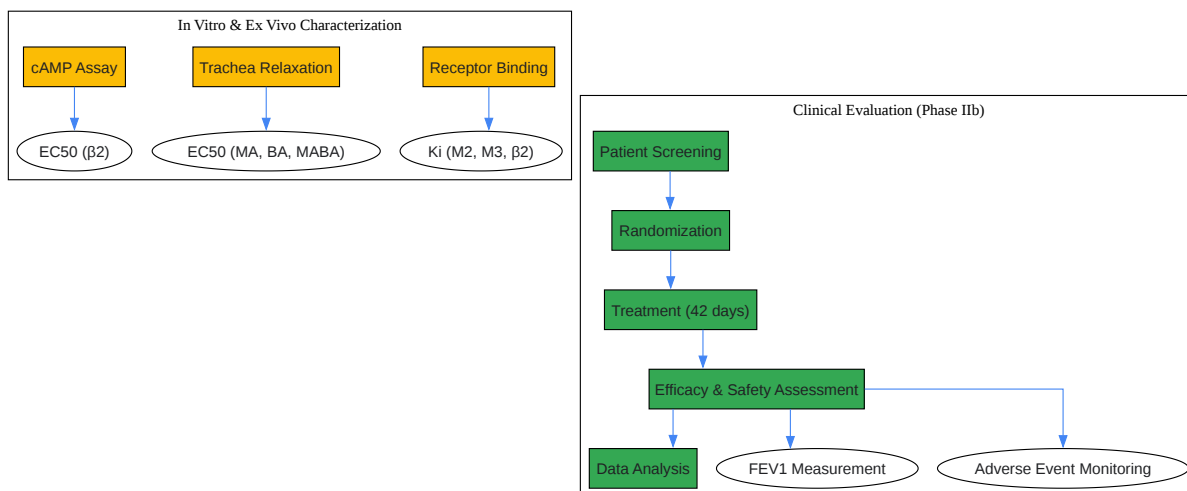 In Vitro & Ex Vivo Characterization
cAMP Assay
Trachea Relaxation
Receptor Binding
EC50 (β2)
EC50 (MA, BA, MABA)
Ki (M2, M3, β2)
Clinical Evaluation (Phase IIb)
Patient Screening
Randomization
Treatment (42 days)
Efficacy & Safety Assessment
Data Analysis
FEV1 Measurement
Adverse Event Monitoring